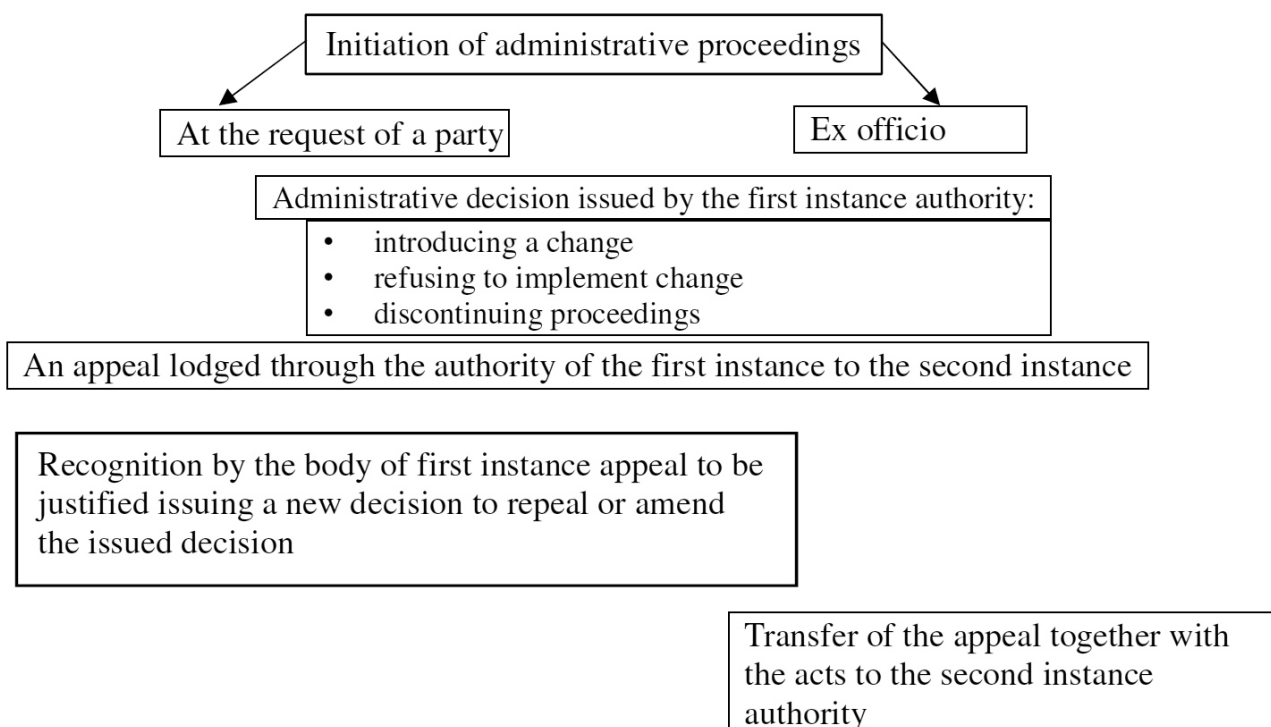 Initiation of administrative proceedings
At the request of a party
Ex officio
Administrative decision issued by the first instance authority:
• introducing a change
• refusing to implement change
• discontinuing proceedings
An appeal lodged through the authority of the first instance to the second instance
Recognition by the body of first instance appeal to be
justified issuing a new decision to repeal or amend
the issued decision
Transfer of the appeal together with
the acts to the second instance
authority